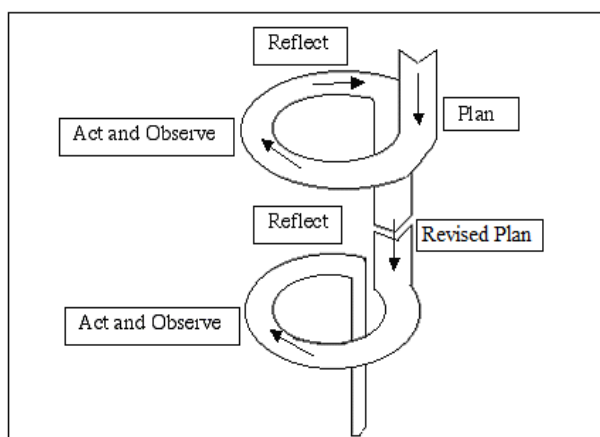 Reflect
Plan
Act and Observe
Reflect
Revised Plan
Act and Observe